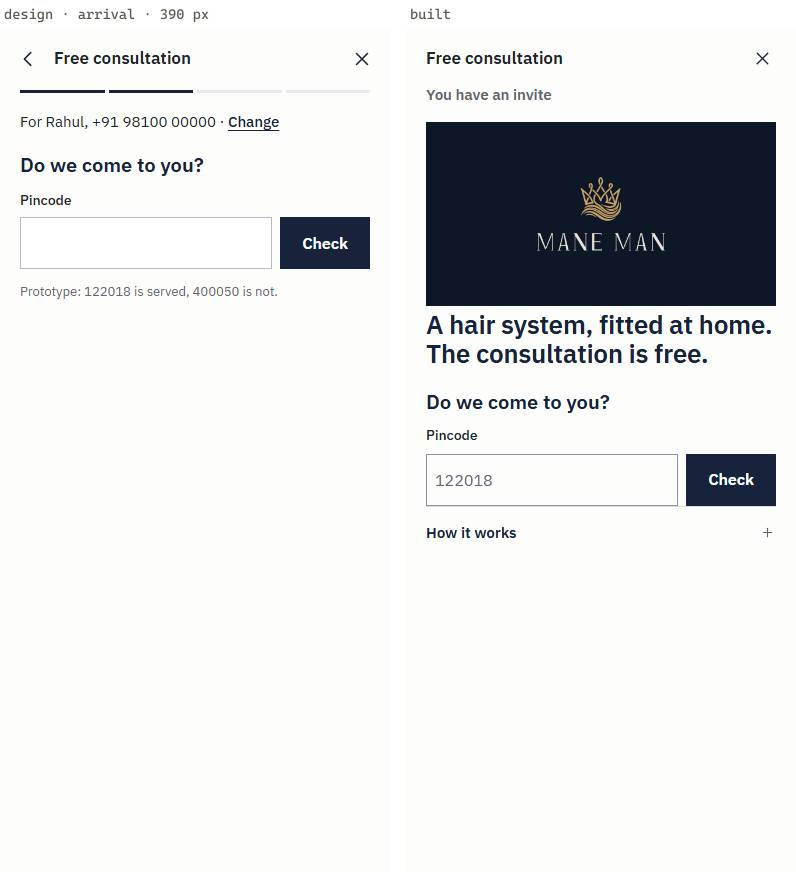 design · arrival · 390 px
Free consultation
For Rahul, +91 98100 00000 · Change
Do we come to you?
Pincode
Check
Prototype: 122018 is served, 400050 is not.
built
Free consultation
You have an invite
MANE MAN
A hair system, fitted at home.
The consultation is free.
Do we come to you?
Pincode
122018
Check
How it works